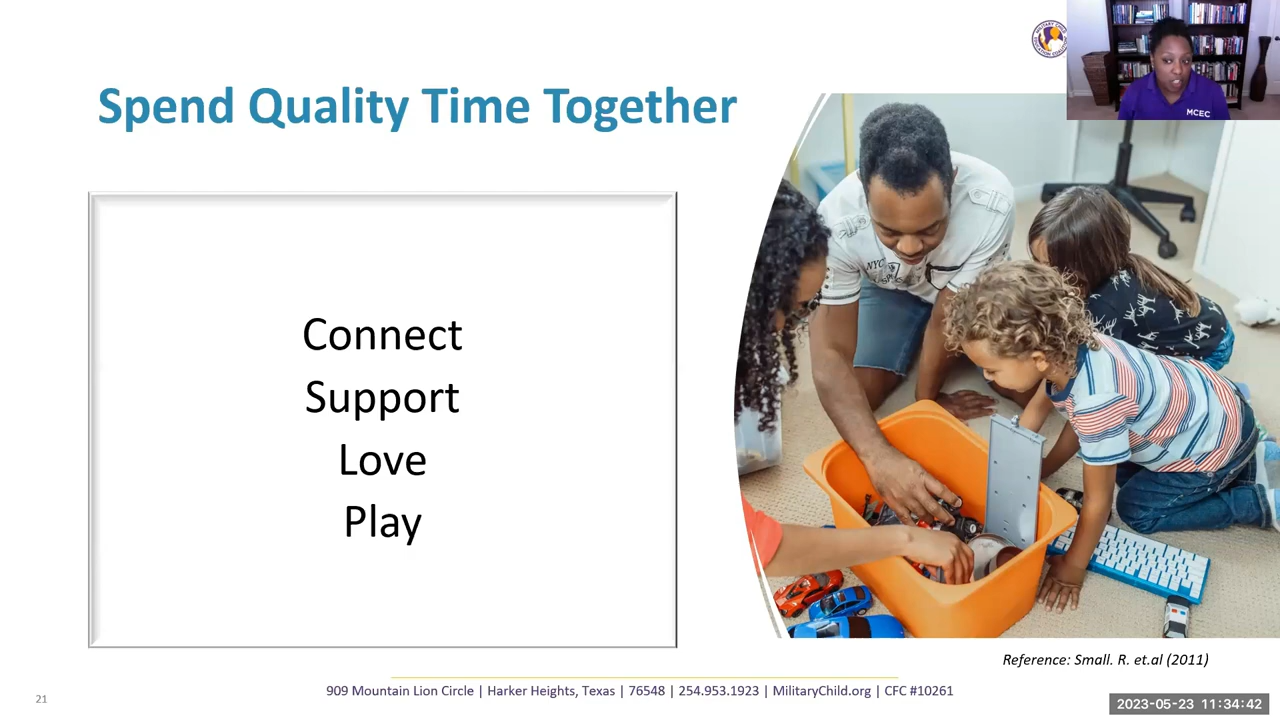 Spend Quality Time Together
MCEC
NYC
Connect
Support
Love
Play
Reference: Small. R. et.al (2011)
909 Mountain Lion Circle | Harker Heights, Texas | 76548 | 254.953.1923 | MilitaryChild.org | CFC #10261
21
2023-05-23 11:34:42